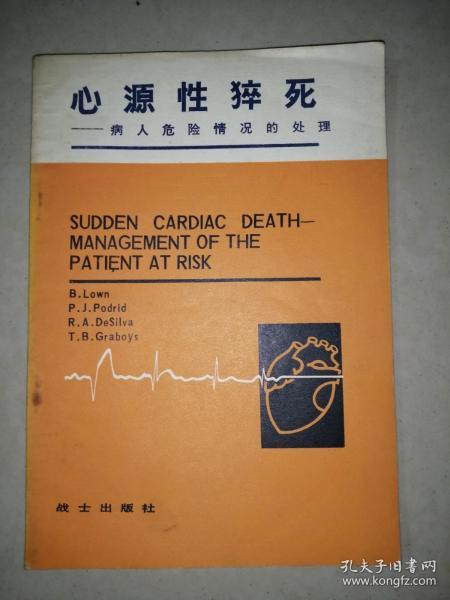 心源性猝死
——病人危险情况的处理
SUDDEN CARDIAC DEATH—
MANAGEMENT OF THE
PATIENT AT RISK
B.Lown
P.J.Podrid
R.A.DeSilva
T.B.Graboys
战士出版社
孔夫子旧书网
www.kongfz.com